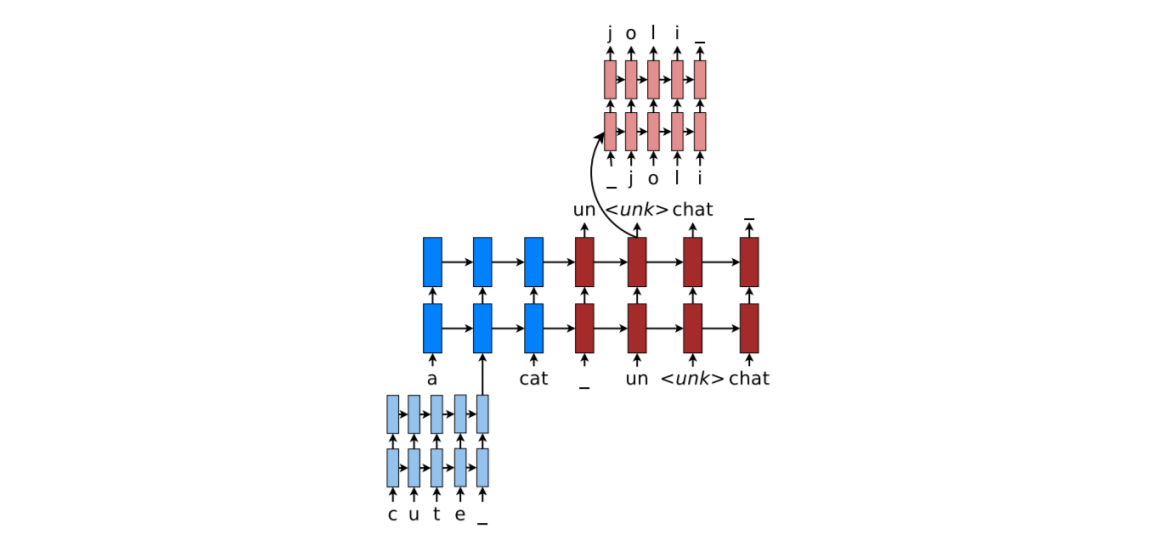 j o l i _
_ j o l i
un <unk> chat _
a cat _ un <unk> chat
c u t e _